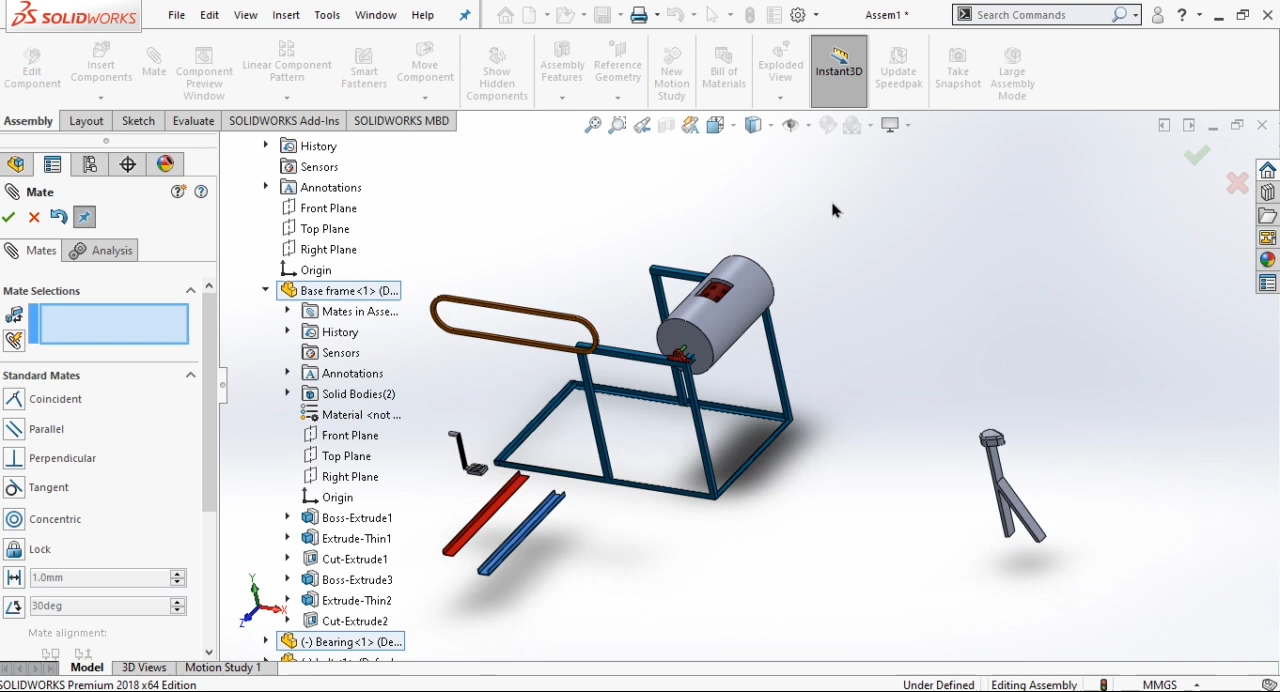 SOLIDWORKS
File Edit View Insert Tools Window Help
Assem1 *
Search Commands
Edit Component
Insert Components
Mate
Component Preview Window
Linear Component Pattern
Smart Fasteners
Move Component
Show Hidden Components
Assembly Features
Reference Geometry
New Motion Study
Bill of Materials
Exploded View
Instant3D
Update Speedpak
Take Snapshot
Large Assembly Mode
Assembly Layout Sketch Evaluate SOLIDWORKS Add-Ins SOLIDWORKS MBD
Mate
Mates Analysis
Mate Selections
Standard Mates
Coincident
Parallel
Perpendicular
Tangent
Concentric
Lock
1.0mm
30deg
Mate alignment:
History
Sensors
Annotations
Front Plane
Top Plane
Right Plane
Origin
Base frame<1> (D...
Mates in Asse...
History
Sensors
Annotations
Solid Bodies(2)
Material <not ...
Front Plane
Top Plane
Right Plane
Origin
Boss-Extrude1
Extrude-Thin1
Cut-Extrude1
Boss-Extrude3
Extrude-Thin2
Cut-Extrude2
(-) Bearing<1> (De...
Y
X
Z
Model 3D Views Motion Study 1
SOLIDWORKS Premium 2018 x64 Edition
Under Defined Editing Assembly MMGS